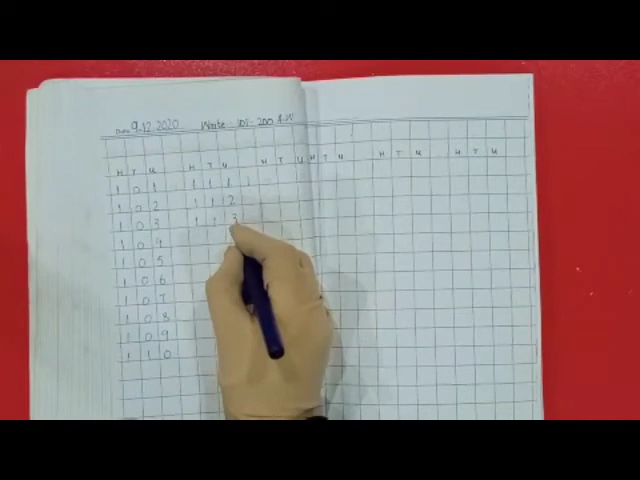 Date 9.12.2020 Write 101-200 C.W
H T U H T U H T U H T U H T U H T U
1 0 1 1 1 1 1
1 0 2 1 1 2
1 0 3 1 1 3
1 0 4
1 0 5
1 0 6
1 0 7
1 0 8
1 0 9
1 1 0